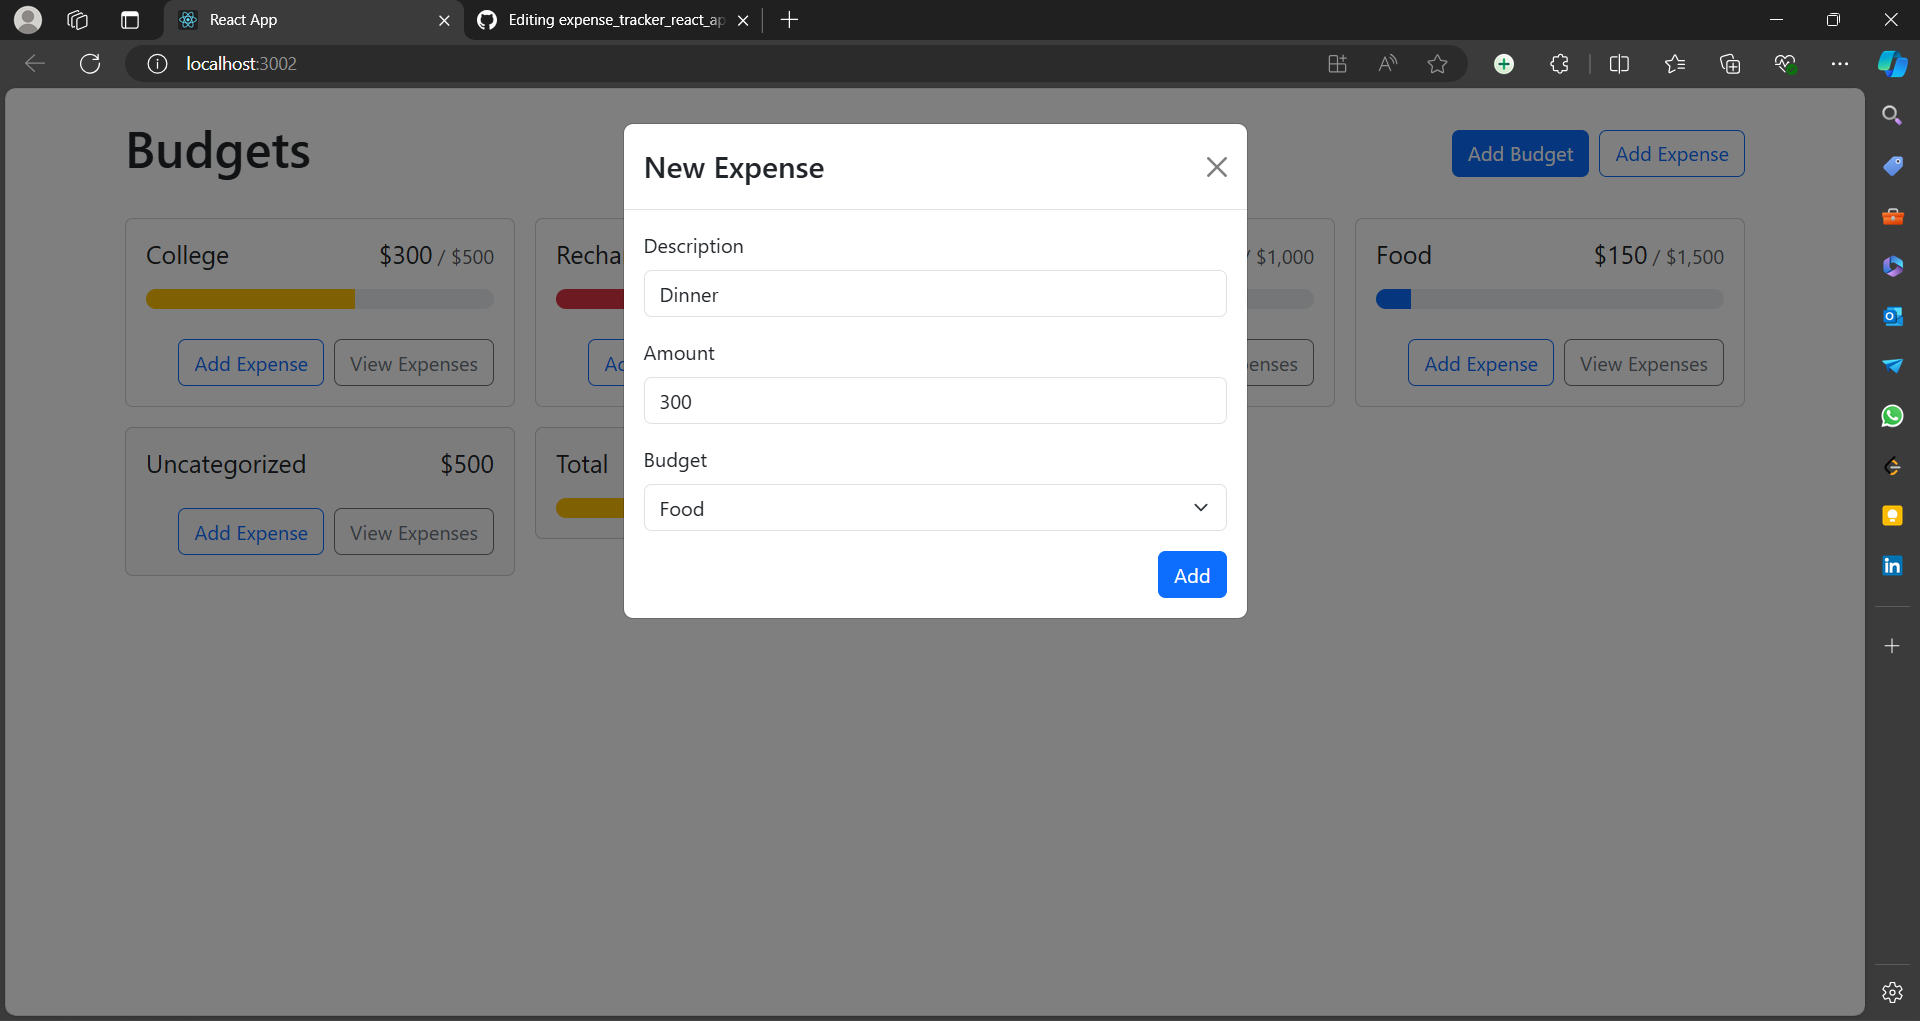 React App
Editing expense_tracker_react_ap
localhost:3002
Budgets
Add Budget
Add Expense
New Expense
Description
Dinner
Amount
300
Budget
Food
Add
College
$300 / $500
Add Expense
View Expenses
Recha
/ $1,000
Food
$150 / $1,500
Add Expense
View Expenses
Uncategorized
$500
Add Expense
View Expenses
Total